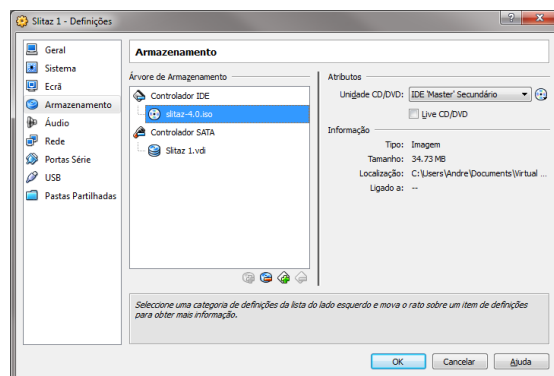 Slitaz 1 - Definições
Geral
Sistema
Ecrã
Armazenamento
Áudio
Rede
Portas Série
USB
Pastas Partilhadas
Armazenamento
Árvore de Armazenamento
Controlador IDE
slitaz-4.0.iso
Controlador SATA
Slitaz 1.vdi
Atributos
Unidade CD/DVD: IDE 'Master' Secundário
Live CD/DVD
Informação
Tipo: Imagem
Tamanho: 34.73 MB
Localização: C:\Users\Andre\Documents\Virtual ...
Ligado a: --
Seleccione uma categoria de definições da lista do lado esquerdo e mova o rato sobre um item de definições
para obter mais informação.
OK Cancelar Ajuda